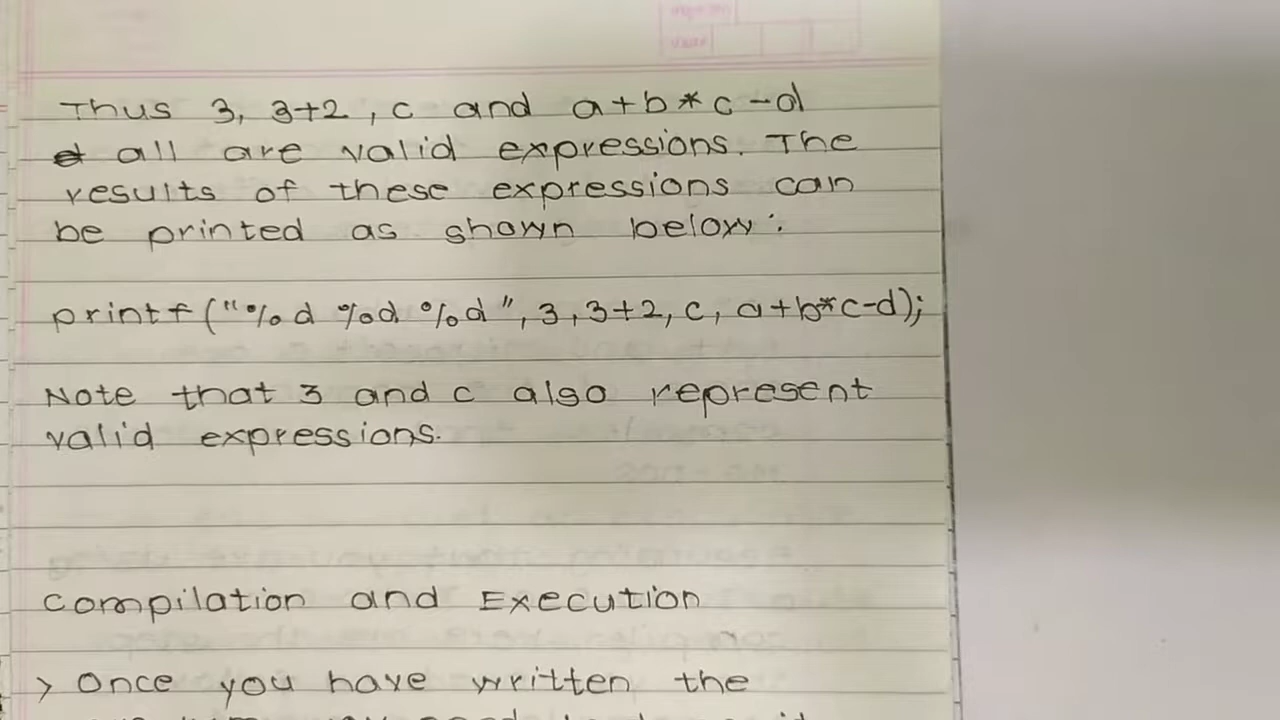 Thus 3, 3+2, c and a+b*c-d
all are valid expressions. The
results of these expressions can
be printed as shown below:
printf("%d %d %d", 3, 3+2, c, a+b*c-d);
Note that 3 and c also represent
valid expressions.
Compilation and Execution
> Once you have written the